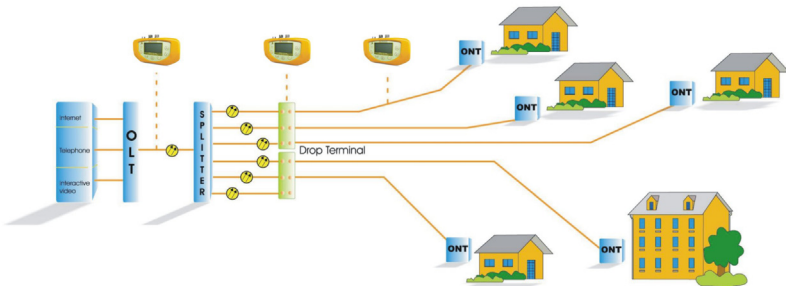 Internet
Telephone
Interactive
video
OLT
SPLITTER
Drop Terminal
ONT
ONT
ONT
ONT
ONT